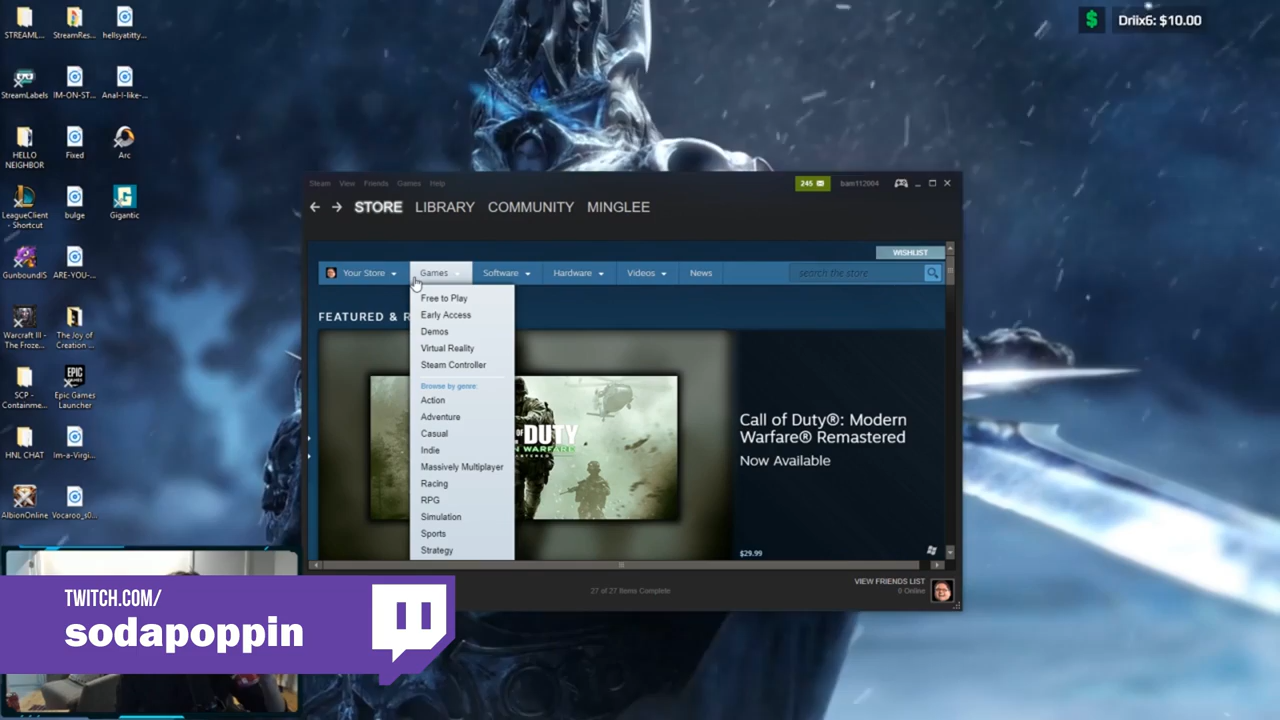 Driix6: $10.00
STREAML...
StreamRes...
hellsyatitty...
StreamLabels
IM-ON-ST...
Anal-I-like-...
HELLO
NEIGHBOR
Fixed
Arc
LeagueClient
- Shortcut
bulge
Gigantic
GunboundIS
ARE-YOU-...
Warcraft III -
The Froze...
The Joy of
Creation ...
SCP -
Containme...
Epic Games
Launcher
HNL CHAT
Im-a-Virgi...
AlbionOnline
Vocaroo_s0...
Steam View Friends Games Help
245
bam112004
STORE LIBRARY COMMUNITY MINGLEE
WISHLIST
Your Store Games Software Hardware Videos News search the store
Free to Play
Early Access
Demos
Virtual Reality
Steam Controller
Browse by genre:
Action
Adventure
Casual
Indie
Massively Multiplayer
Racing
RPG
Simulation
Sports
Strategy
FEATURED & R
OF DUTY
N WARFARE
REMASTERED
Call of Duty®: Modern
Warfare® Remastered
Now Available
$29.99
27 of 27 Items Complete
VIEW FRIENDS LIST
0 Online
TWITCH.COM/
sodapoppin